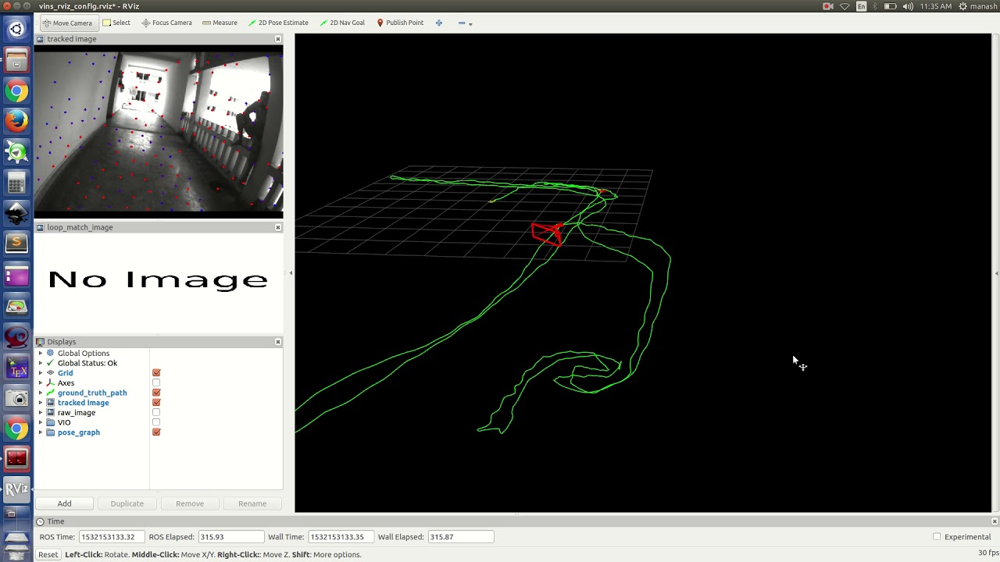 vins_rviz_config.rviz* - RViz
En
11:35 AM
manash
Move Camera
Select
Focus Camera
Measure
2D Pose Estimate
2D Nav Goal
Publish Point
tracked image
loop_match_image
No Image
Displays
Global Options
Global Status: Ok
Grid
Axes
ground_truth_path
tracked image
raw_image
VIO
pose_graph
Add Duplicate Remove Rename
Time
ROS Time: 1532153133.32 ROS Elapsed: 315.93 Wall Time: 1532153133.35 Wall Elapsed: 315.87 Experimental
Reset Left-Click: Rotate. Middle-Click: Move X/Y. Right-Click:: Move Z. Shift: More options. 30 fps
S
TEX
RViz